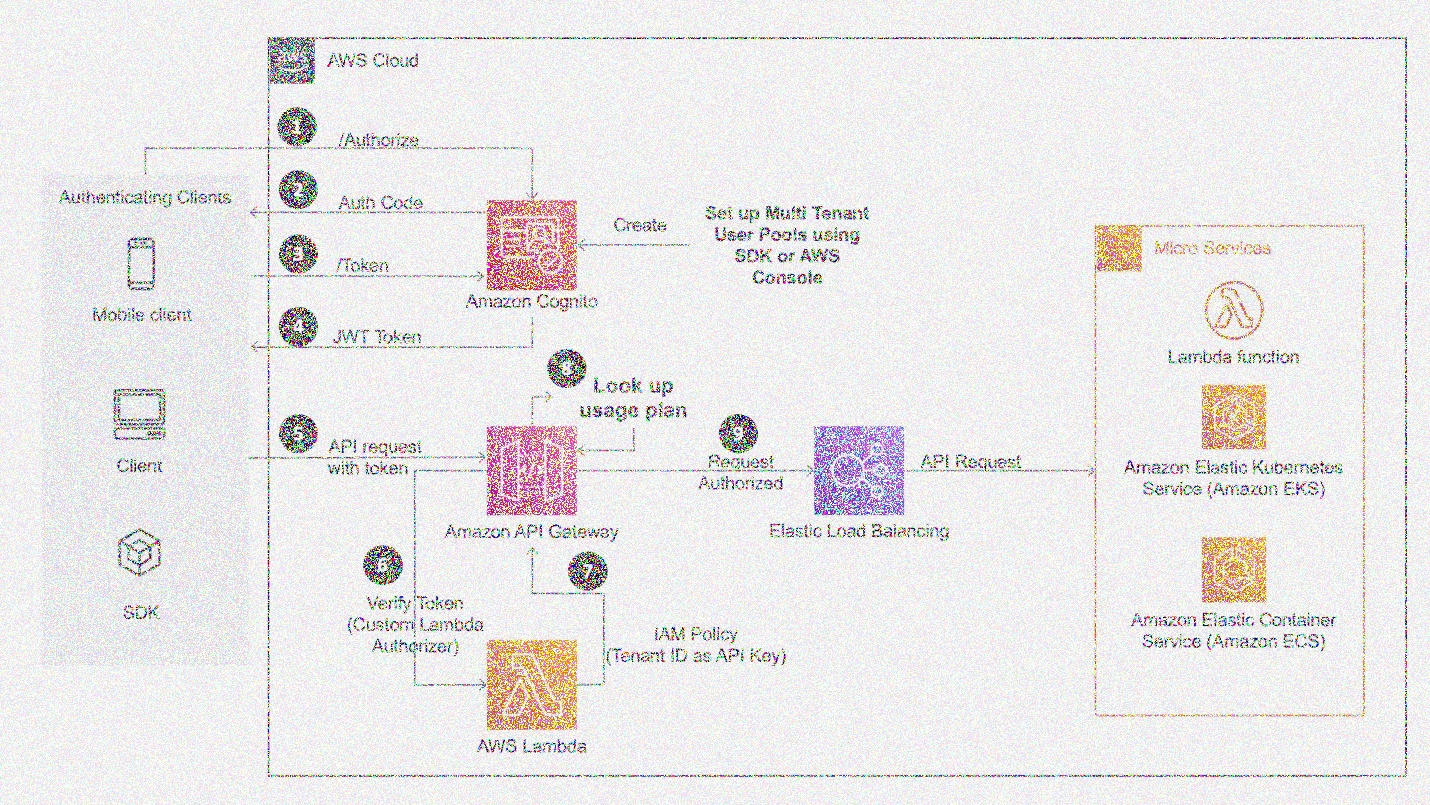 AWS Cloud
1
/Authorize
Authenticating Clients
2
Auth Code
3
/Token
Amazon Cognito
Create
Set up Multi Tenant
User Pools using
SDK or AWS
Console
Mobile client
4
JWT Token
8
Look up
usage plan
5
API request
with token
Client
Amazon API Gateway
9
Request
Authorized
Elastic Load Balancing
API Request
6
Verify Token
(Custom Lambda
Authorizer)
7
IAM Policy
(Tenant ID as API Key)
SDK
AWS Lambda
Micro Services
Lambda function
Amazon Elastic Kubernetes
Service (Amazon EKS)
Amazon Elastic Container
Service (Amazon ECS)